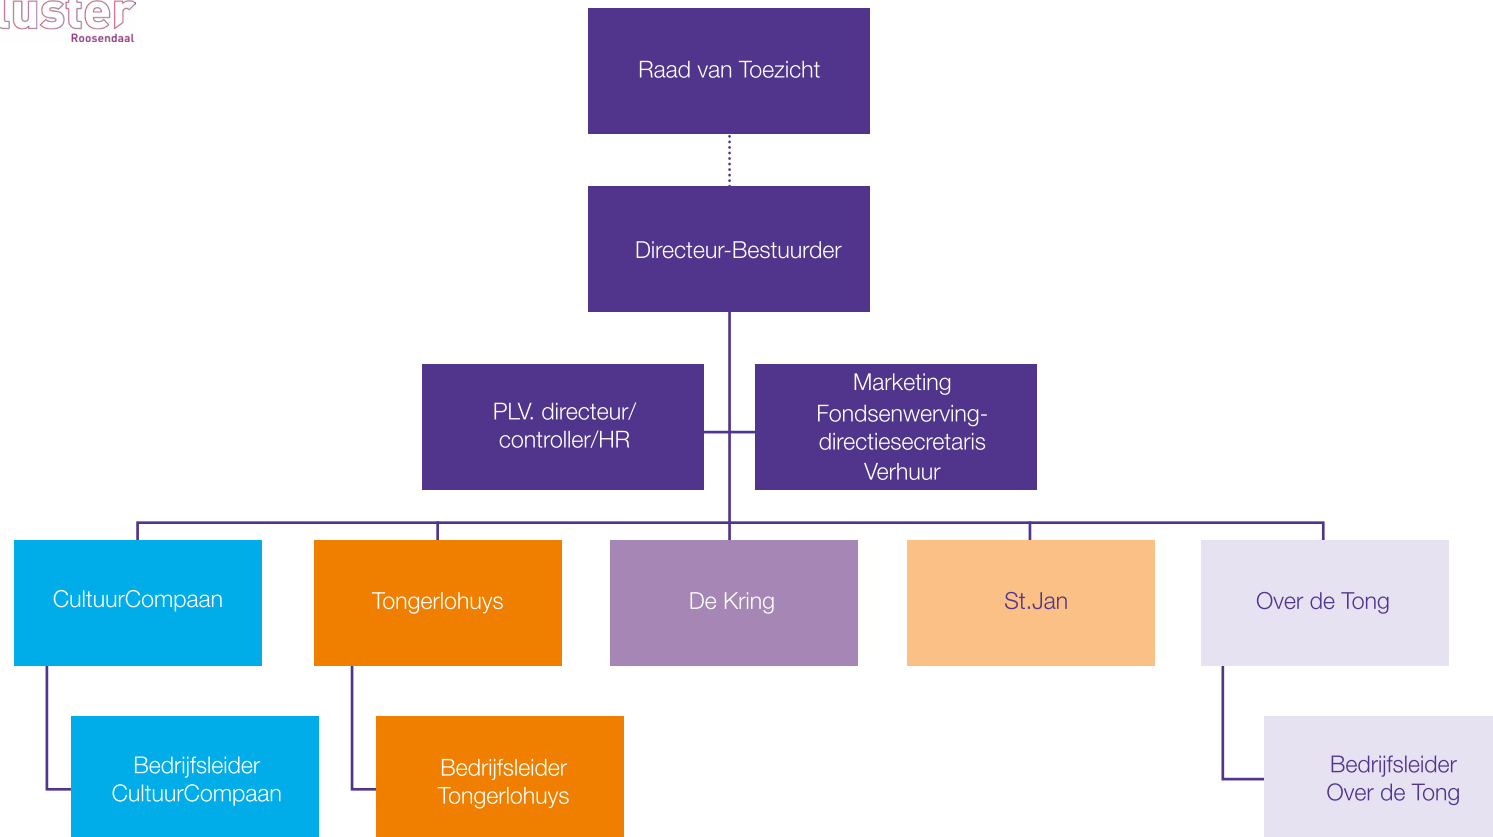 Roosendaal
Raad van Toezicht
Directeur-Bestuurder
PLV. directeur/
controller/HR
Marketing
Fondsenwerving-
directiesecretaris
Verhuur
CultuurCompaan
Tongerlohuys
De Kring
St.Jan
Over de Tong
Bedrijfsleider
CultuurCompaan
Bedrijfsleider
Tongerlohuys
Bedrijfsleider
Over de Tong